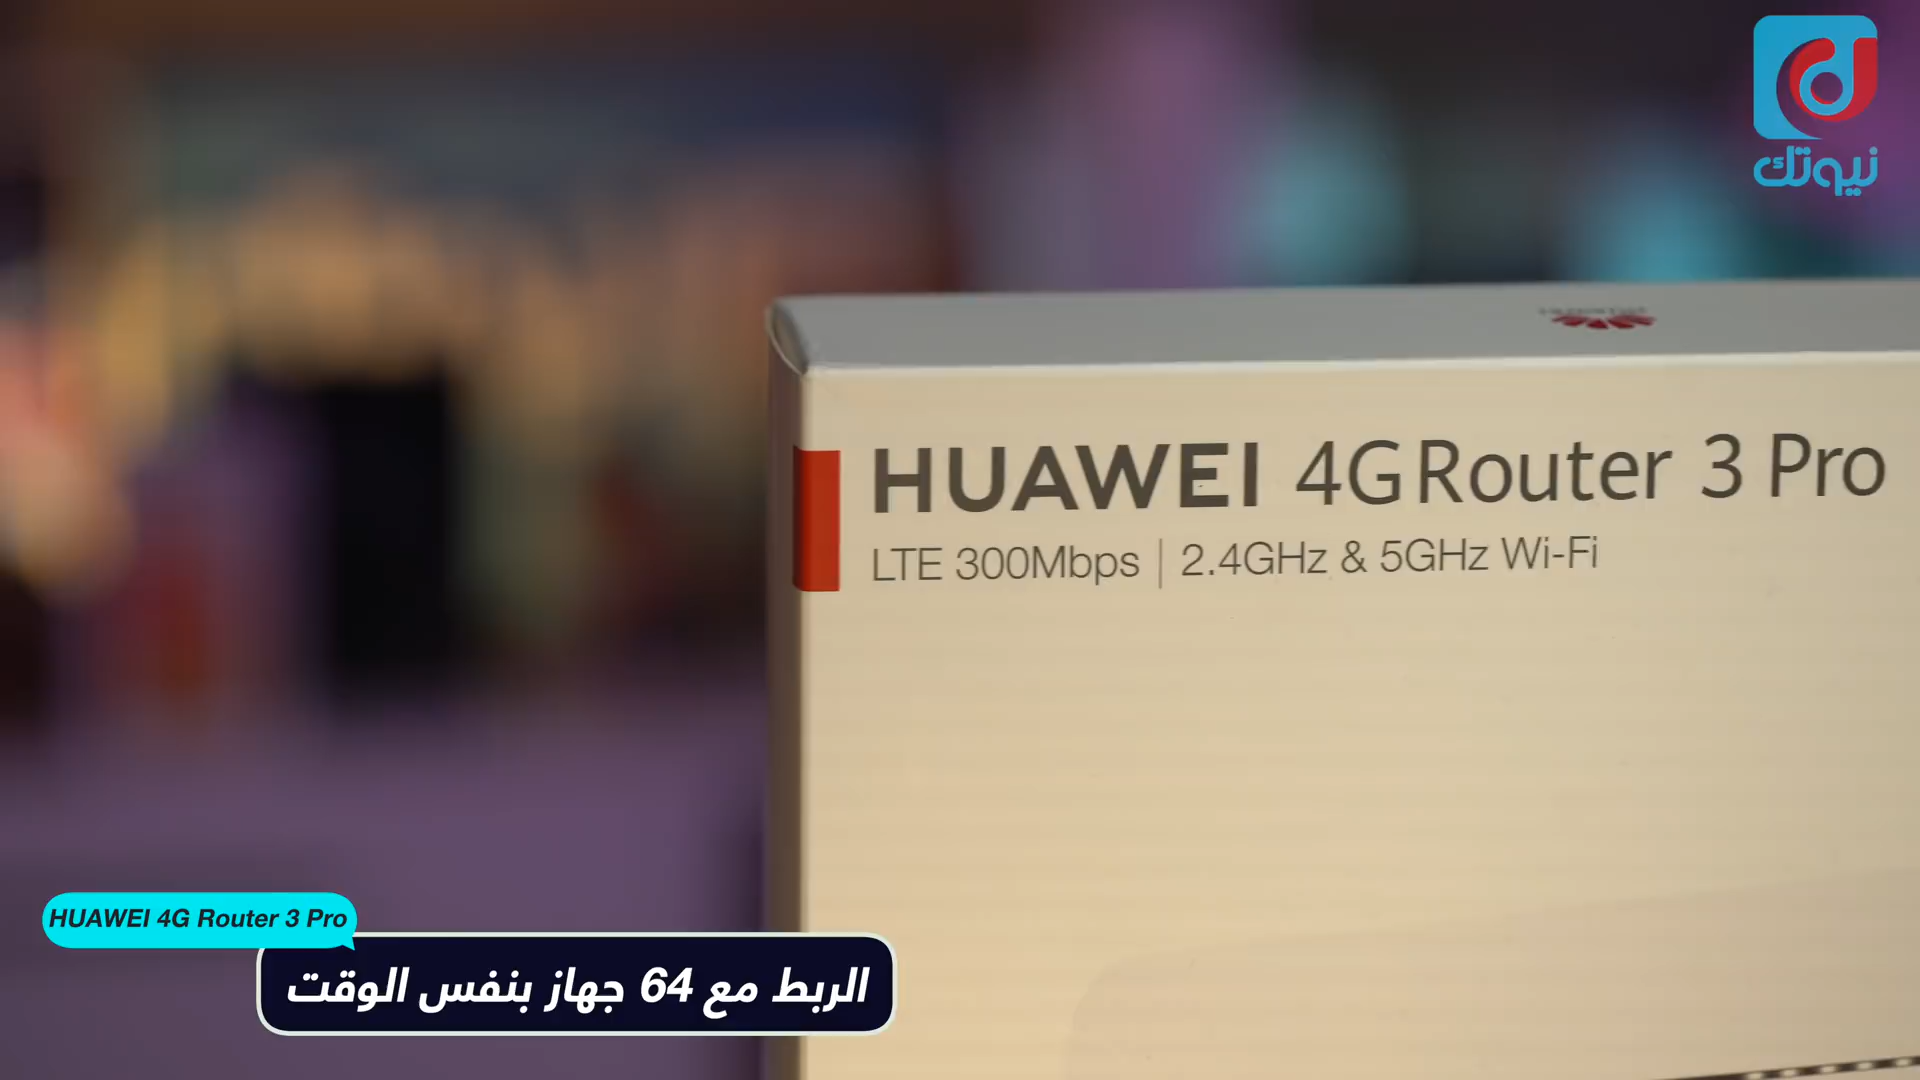 نيوتك
HUAWEI 4G Router 3 Pro
LTE 300Mbps | 2.4GHz & 5GHz Wi-Fi
HUAWEI 4G Router 3 Pro
الربط مع 64 جهاز بنفس الوقت